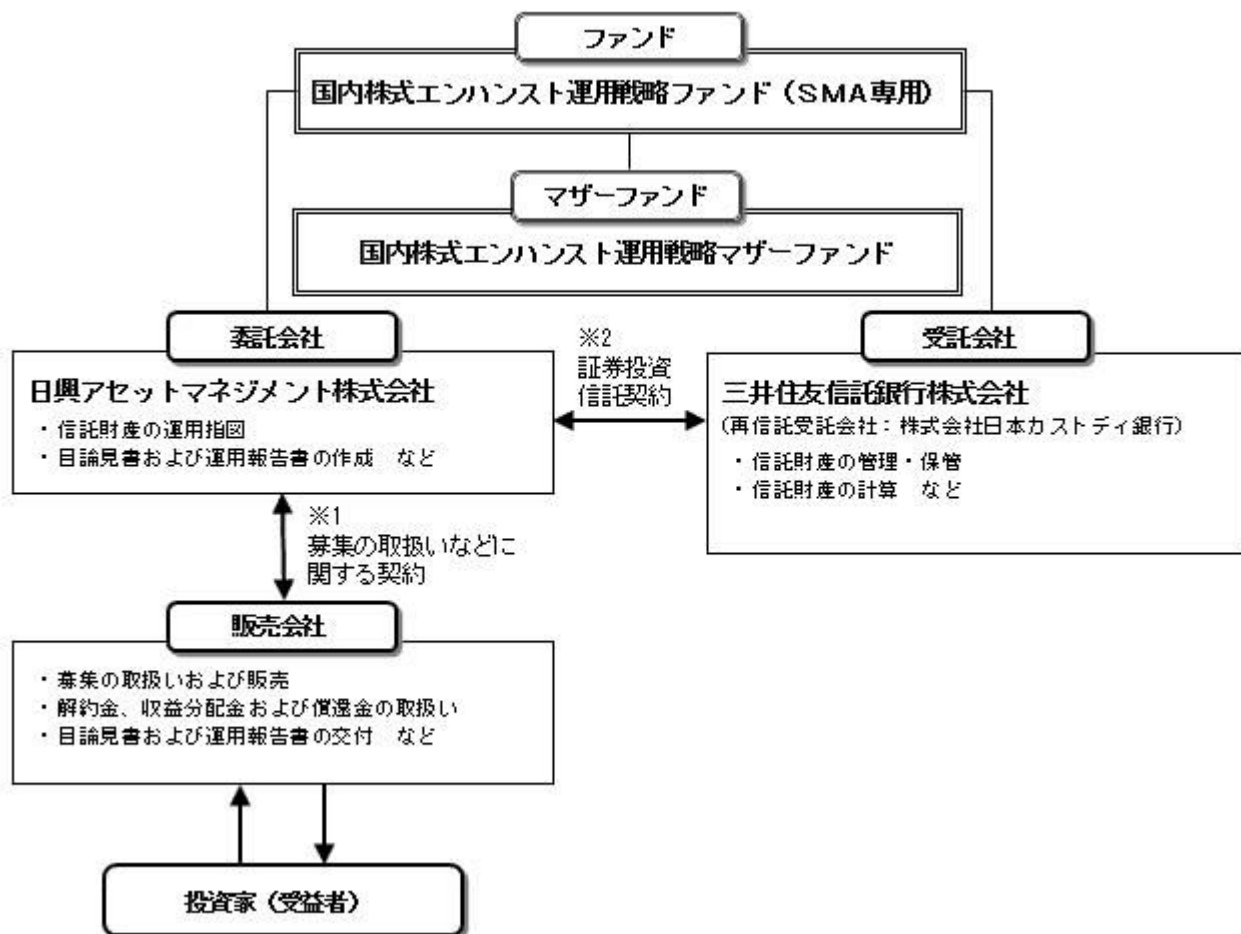 ファンド
国内株式エンハンスト運用戦略ファンド（ＳＭＡ専用）
マザーファンド
国内株式エンハンスト運用戦略マザーファンド
委託会社
日興アセットマネジメント株式会社
・信託財産の運用指図
・目論見書および運用報告書の作成　など
※2
証券投資
信託契約
受託会社
三井住友信託銀行株式会社
(再信託受託会社：株式会社日本カストディ銀行)
・信託財産の管理・保管
・信託財産の計算　など
※1
募集の取扱いなどに
関する契約
販売会社
・募集の取扱いおよび販売
・解約金、収益分配金および償還金の取扱い
・目論見書および運用報告書の交付　など
投資家（受益者）